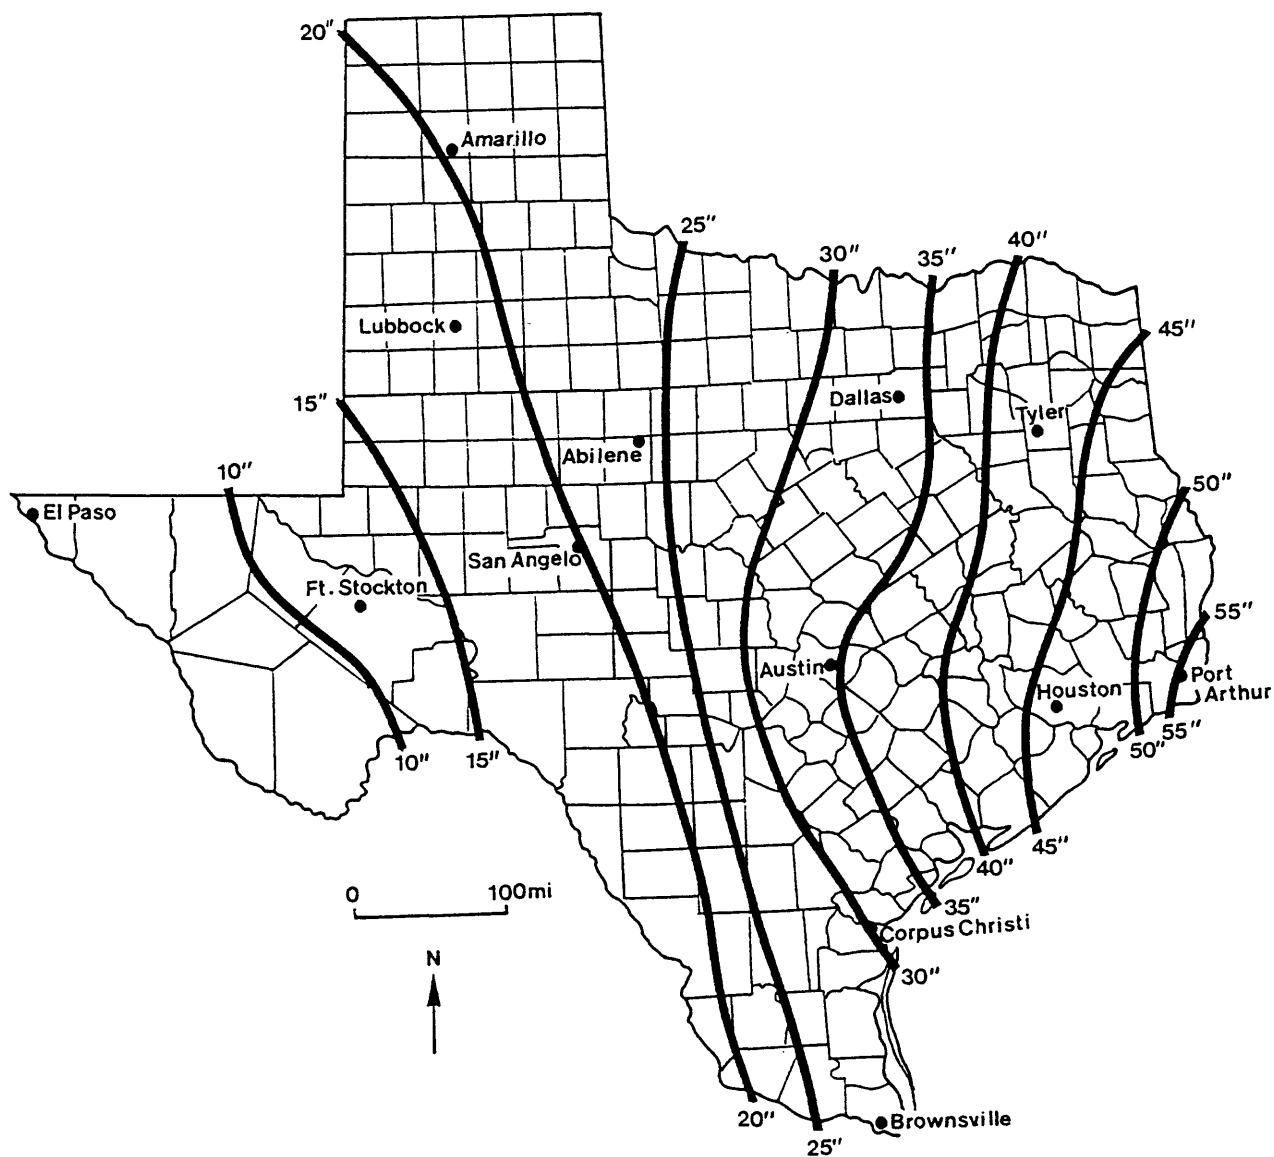 20"
Amarillo
25"
30"
35"
40"
Lubbock
45"
15"
Dallas
Tyler
Abilene
10"
50"
El Paso
San Angelo
Ft. Stockton
55"
Austin
Port
Arthur
Houston
10"
15"
50"
55"
45"
40"
0 100mi
35"
Corpus Christi
N
30"
20"
Brownsville
25"